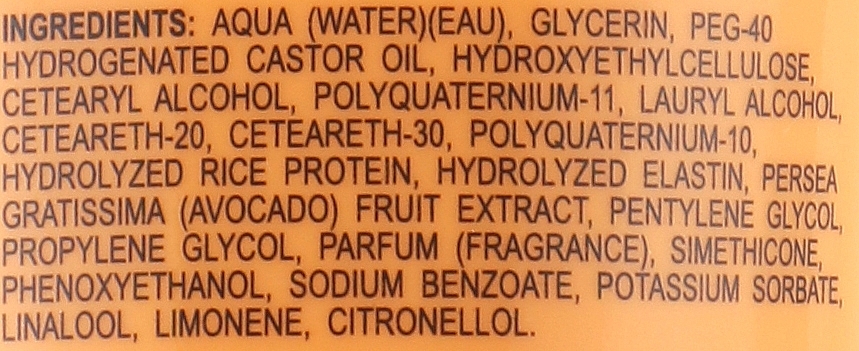 INGREDIENTS: AQUA (WATER)(EAU), GLYCERIN, PEG-40
HYDROGENATED CASTOR OIL, HYDROXYETHYLCELLULOSE,
CETEARYL ALCOHOL, POLYQUATERNIUM-11, LAURYL ALCOHOL,
CETEARETH-20, CETEARETH-30, POLYQUATERNIUM-10,
HYDROLYZED RICE PROTEIN, HYDROLYZED ELASTIN, PERSEA
GRATISSIMA (AVOCADO) FRUIT EXTRACT, PENTYLENE GLYCOL,
PROPYLENE GLYCOL, PARFUM (FRAGRANCE), SIMETHICONE,
PHENOXYETHANOL, SODIUM BENZOATE, POTASSIUM SORBATE,
LINALOOL, LIMONENE, CITRONELLOL.